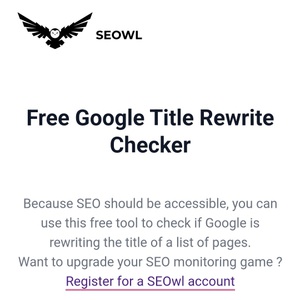 SEOWL
Free Google Title Rewrite
Checker
Because SEO should be accessible, you can
use this free tool to check if Google is
rewriting the title of a list of pages.
Want to upgrade your SEO monitoring game ?
Register for a SEOwl account